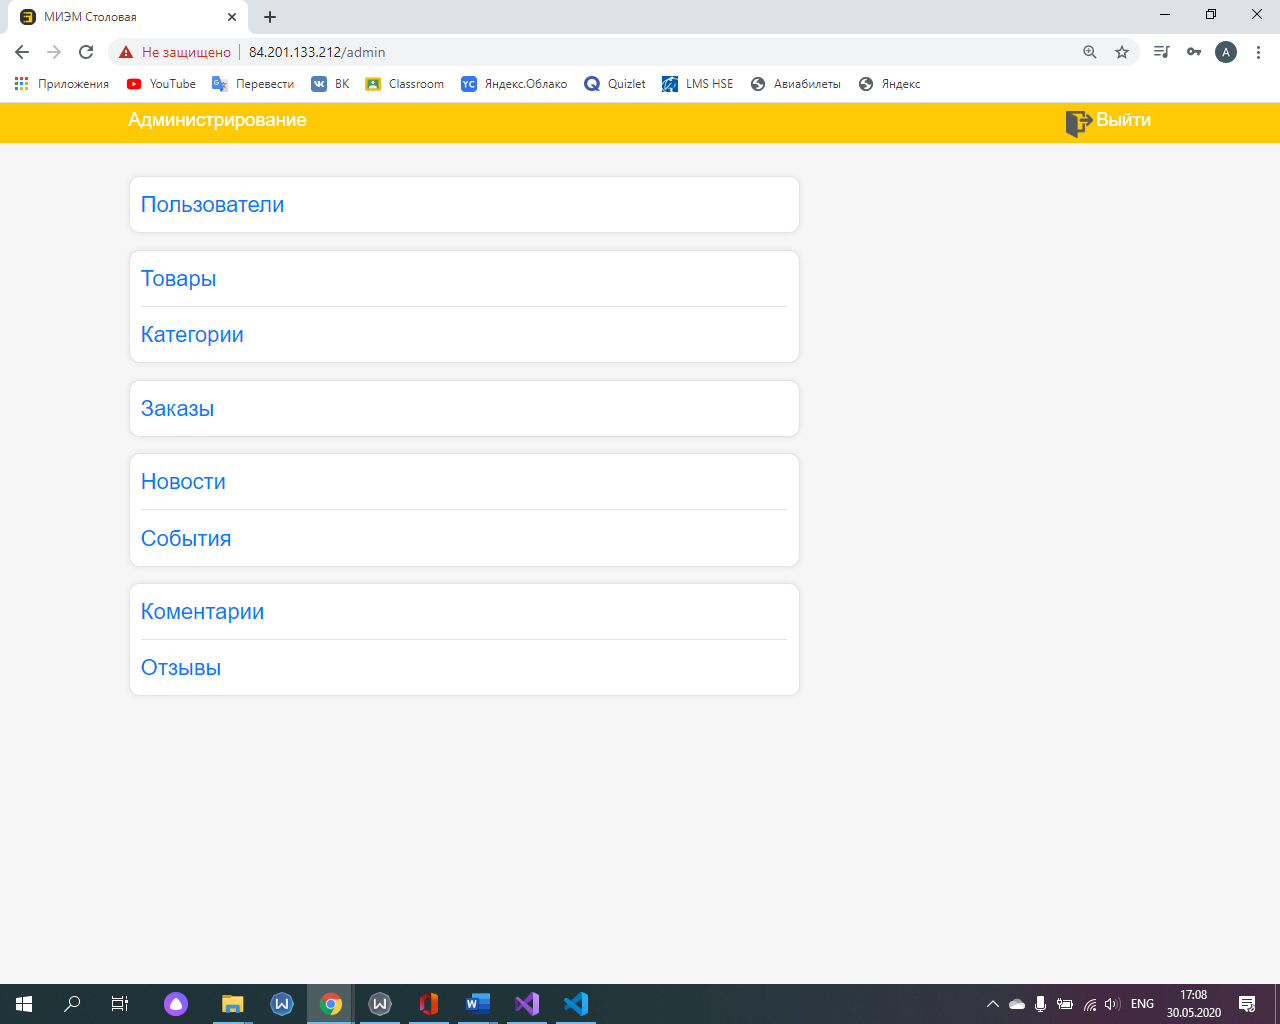 МИЭМ Столовая
Не защищено 84.201.133.212/admin
A
Приложения YouTube Перевести ВК Classroom Яндекс.Облако Quizlet LMS HSE Авиабилеты Яндекс
Администрирование Выйти
Пользователи
Товары
Категории
Заказы
Новости
События
Коментарии
Отзывы
ENG 17:08
30.05.2020